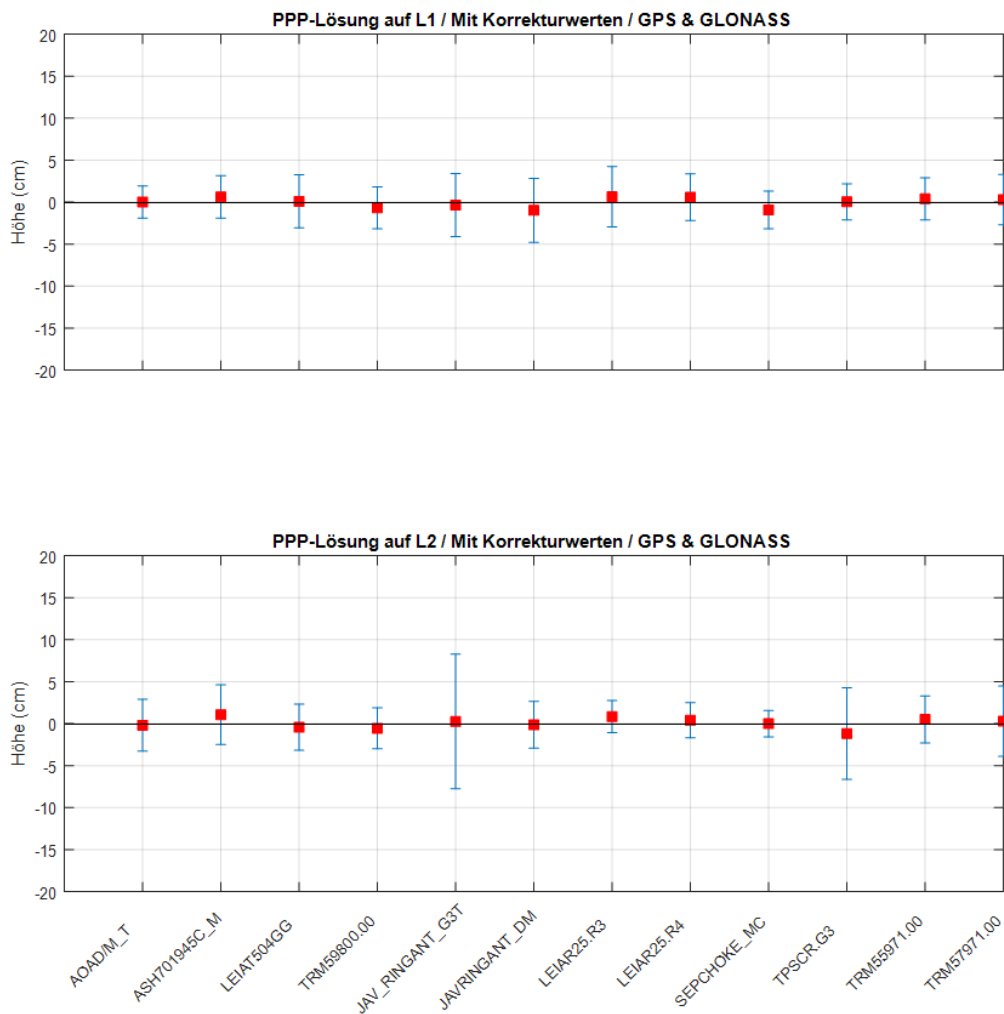 PPP-Lösung auf L1 / Mit Korrekturwerten / GPS & GLONASS
20
15
10
5
0
-5
-10
-15
-20
Höhe (cm)
PPP-Lösung auf L2 / Mit Korrekturwerten / GPS & GLONASS
20
15
10
5
0
-5
-10
-15
-20
Höhe (cm)
AOAD/M_T
ASH701945C_M
LEIAT504GG
TRM59800.00
JAV_RINGANT_G3T
JAVRINGANT_DM
LEIAR25.R3
LEIAR25.R4
SEPCHOKE_MC
TPSCR.G3
TRM55971.00
TRM57971.00